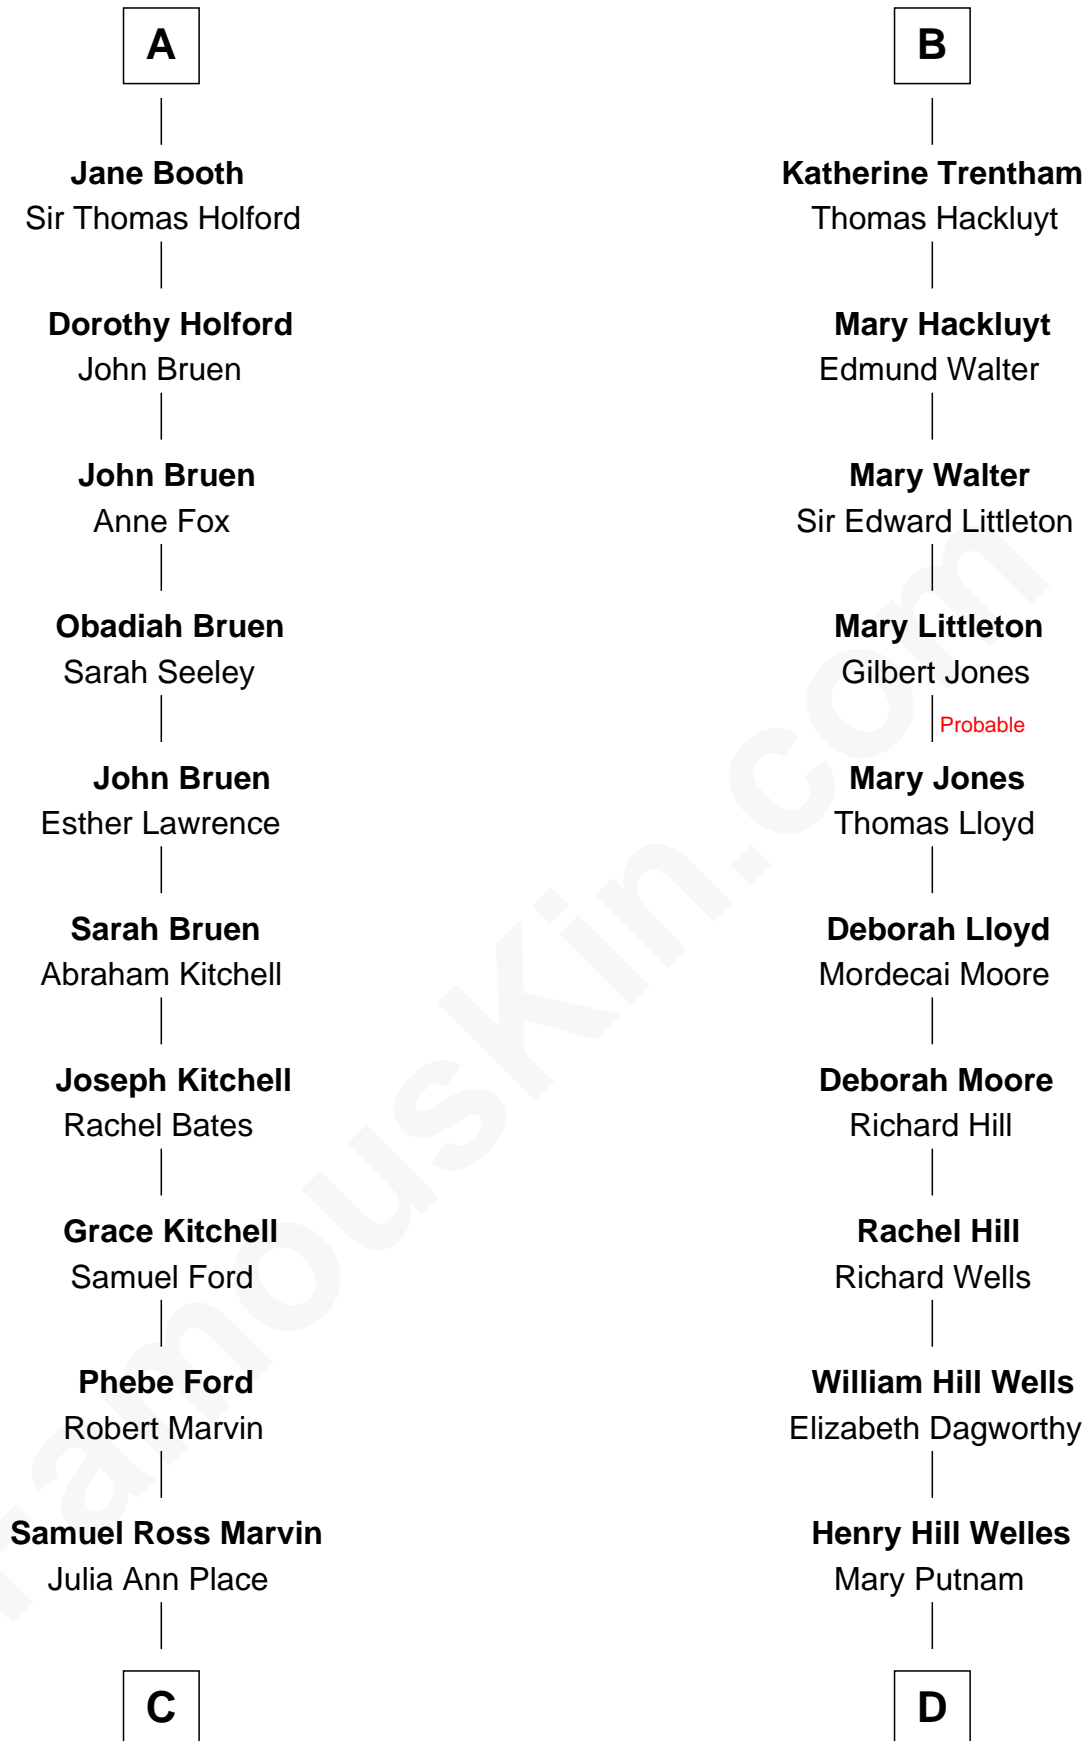 A
Jane Booth
Sir Thomas Holford
Dorothy Holford
John Bruen
John Bruen
Anne Fox
Obadiah Bruen
Sarah Seeley
John Bruen
Esther Lawrence
Sarah Bruen
Abraham Kitchell
Joseph Kitchell
Rachel Bates
Grace Kitchell
Samuel Ford
Phebe Ford
Robert Marvin
Samuel Ross Marvin
Julia Ann Place
C
B
Katherine Trentham
Thomas Hackluyt
Mary Hackluyt
Edmund Walter
Mary Walter
Sir Edward Littleton
Mary Littleton
Gilbert Jones
Probable
Mary Jones
Thomas Lloyd
Deborah Lloyd
Mordecai Moore
Deborah Moore
Richard Hill
Rachel Hill
Richard Wells
William Hill Wells
Elizabeth Dagworthy
Henry Hill Welles
Mary Putnam
D
FamousKin.com